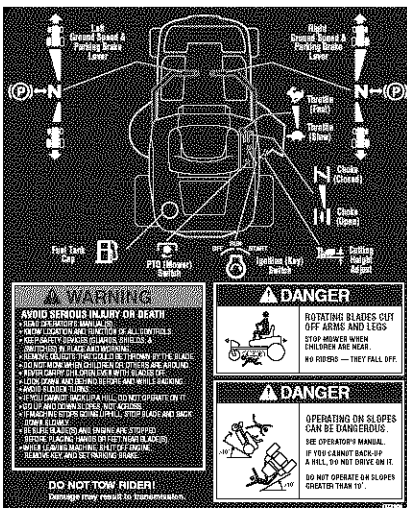 Left
Ground Speed &
Parking Brake
Lever
Right
Ground Speed &
Parking Brake
Lever
(P) N
N (P)
Throttle
(Fast)
Throttle
(Slow)
Choke
(Closed)
Choke
(Open)
Fuel Tank
Cap
PTO (Mower)
Switch
OFF RUN START
Ignition (Key)
Switch
Cutting
Height
Adjust
WARNING
AVOID SERIOUS INJURY OR DEATH
• READ OPERATOR'S MANUAL(S).
• KNOW LOCATION AND FUNCTION OF ALL CONTROLS.
• KEEP SAFETY DEVICES (GUARDS, SHIELDS, &
SWITCHES) IN PLACE AND WORKING.
• REMOVE OBJECTS THAT COULD BE THROWN BY THE BLADE.
• DO NOT MOW WHEN CHILDREN OR OTHERS ARE AROUND.
• NEVER CARRY CHILDREN EVEN WITH BLADES OFF.
• LOOK DOWN AND BEHIND BEFORE AND WHILE BACKING.
• AVOID SUDDEN TURNS.
• IF YOU CANNOT BACK UP A HILL, DO NOT OPERATE ON IT.
• GO UP AND DOWN SLOPES, NOT ACROSS.
• IF MACHINE STOPS GOING UPHILL, STOP BLADE AND BACK
DOWN SLOWLY.
• BE SURE BLADE(S) AND ENGINE ARE STOPPED
BEFORE PLACING HANDS OR FEET NEAR BLADE(S).
• WHEN LEAVING MACHINE, SHUT OFF ENGINE,
REMOVE KEY, AND SET PARKING BRAKE.
DO NOT TOW RIDER!
Damage may result to transmission.
DANGER
ROTATING BLADES CUT
OFF ARMS AND LEGS
STOP MOWER WHEN
CHILDREN ARE NEAR.
NO RIDERS — THEY FALL OFF.
DANGER
OPERATING ON SLOPES
CAN BE DANGEROUS.
SEE OPERATOR'S MANUAL.
IF YOU CANNOT BACK-UP
A HILL, DO NOT DRIVE ON IT.
DO NOT OPERATE ON SLOPES
GREATER THAN 10°.
>10°
>10°